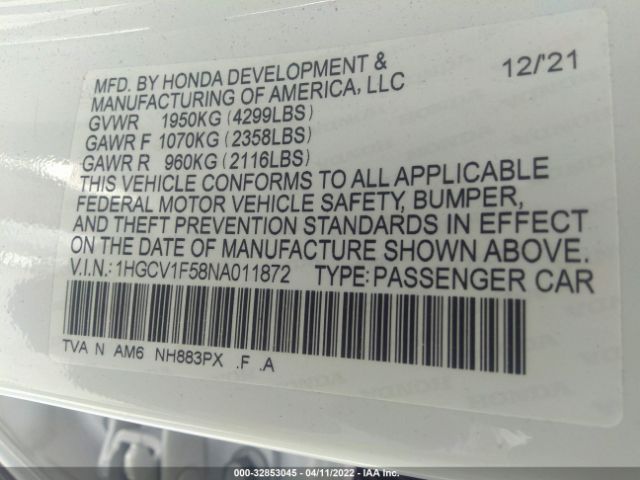 MFD. BY HONDA DEVELOPMENT & 12/'21
MANUFACTURING OF AMERICA, LLC
GVWR 1950KG (4299LBS)
GAWR F 1070KG (2358LBS)
GAWR R 960KG (2116LBS)
THIS VEHICLE CONFORMS TO ALL APPLICABLE
FEDERAL MOTOR VEHICLE SAFETY, BUMPER,
AND THEFT PREVENTION STANDARDS IN EFFECT
ON THE DATE OF MANUFACTURE SHOWN ABOVE.
V.I.N.: 1HGCV1F58NA011872 TYPE: PASSENGER CAR
TVA N AM6 NH883PX .F .A
000-32853045 - 04/11/2022 - IAA Inc.